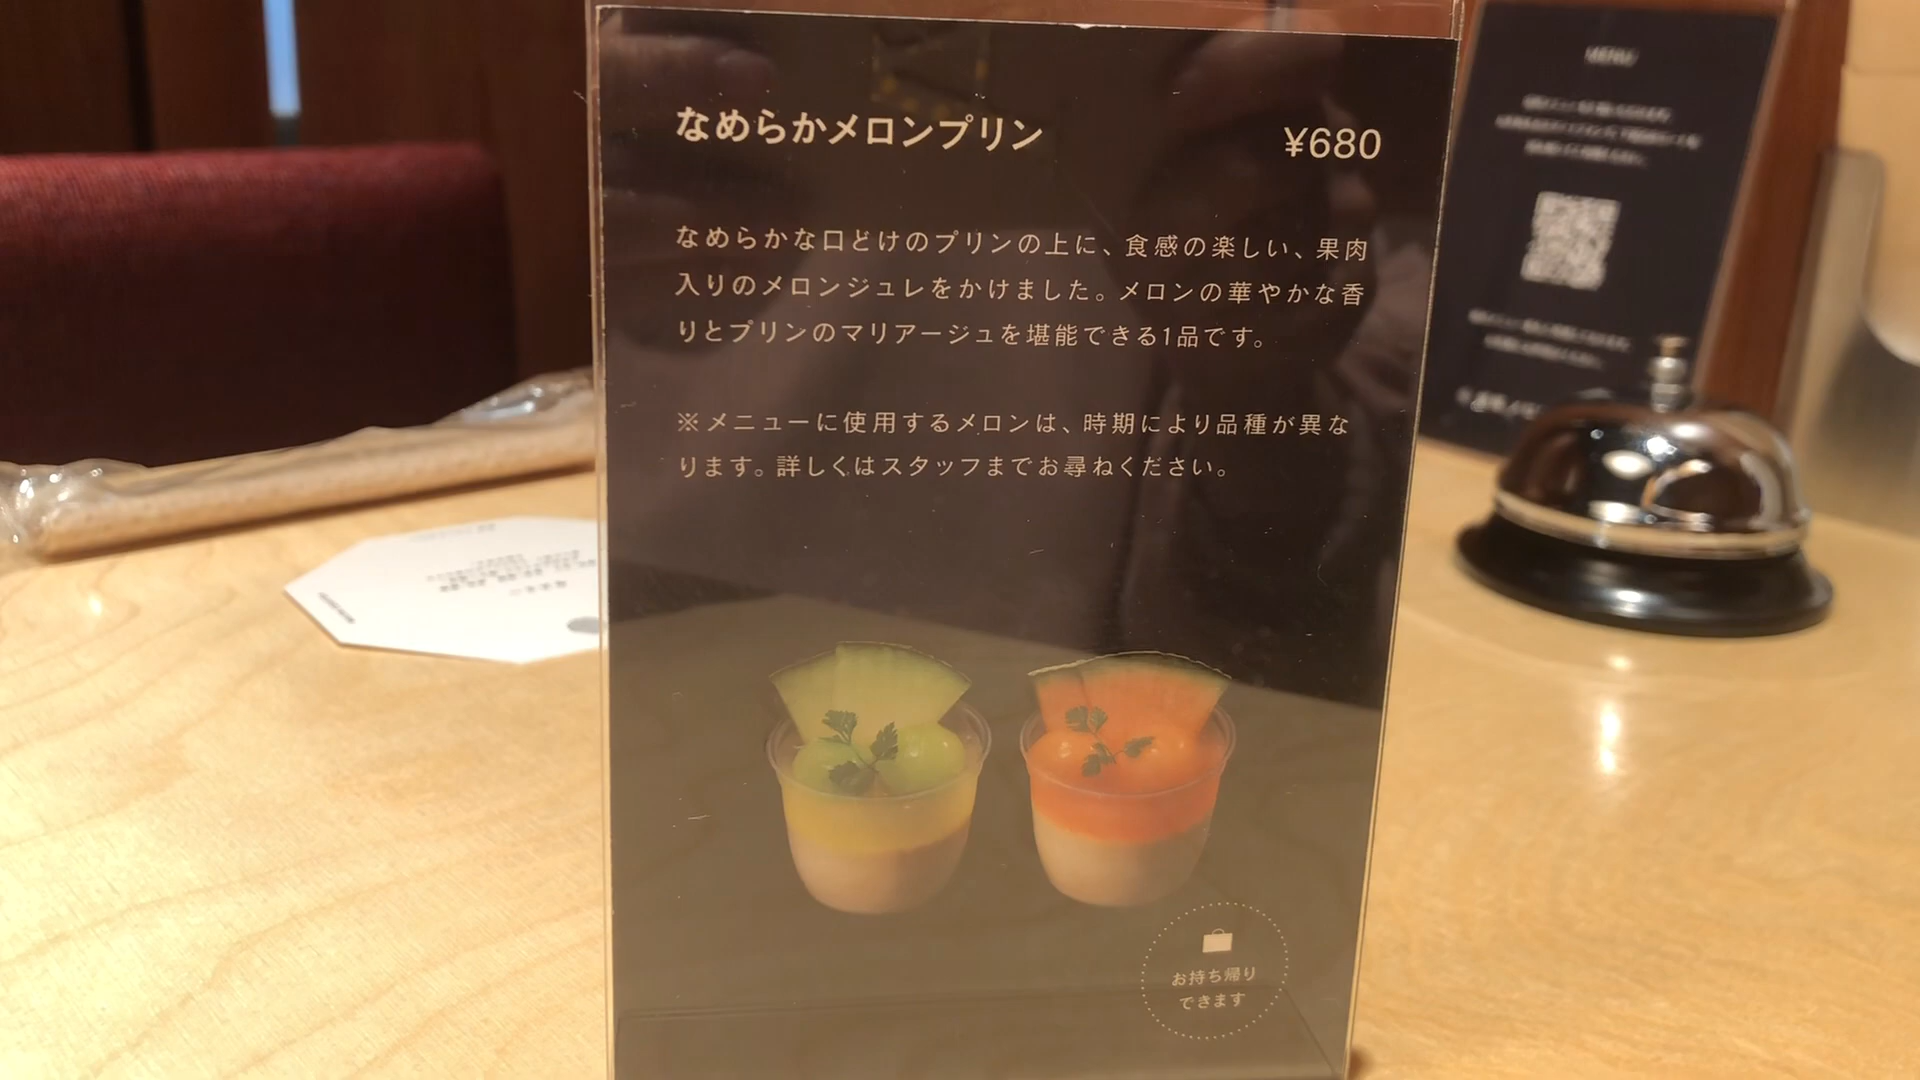 なめらかメロンプリン
¥680
なめらかな口どけのプリンの上に、食感の楽しい、果肉
入りのメロンジュレをかけました。メロンの華やかな香
りとプリンのマリアージュを堪能できる1品です。
※メニューに使用するメロンは、時期により品種が異な
ります。詳しくはスタッフまでお尋ねください。
お持ち帰り
できます
MENU